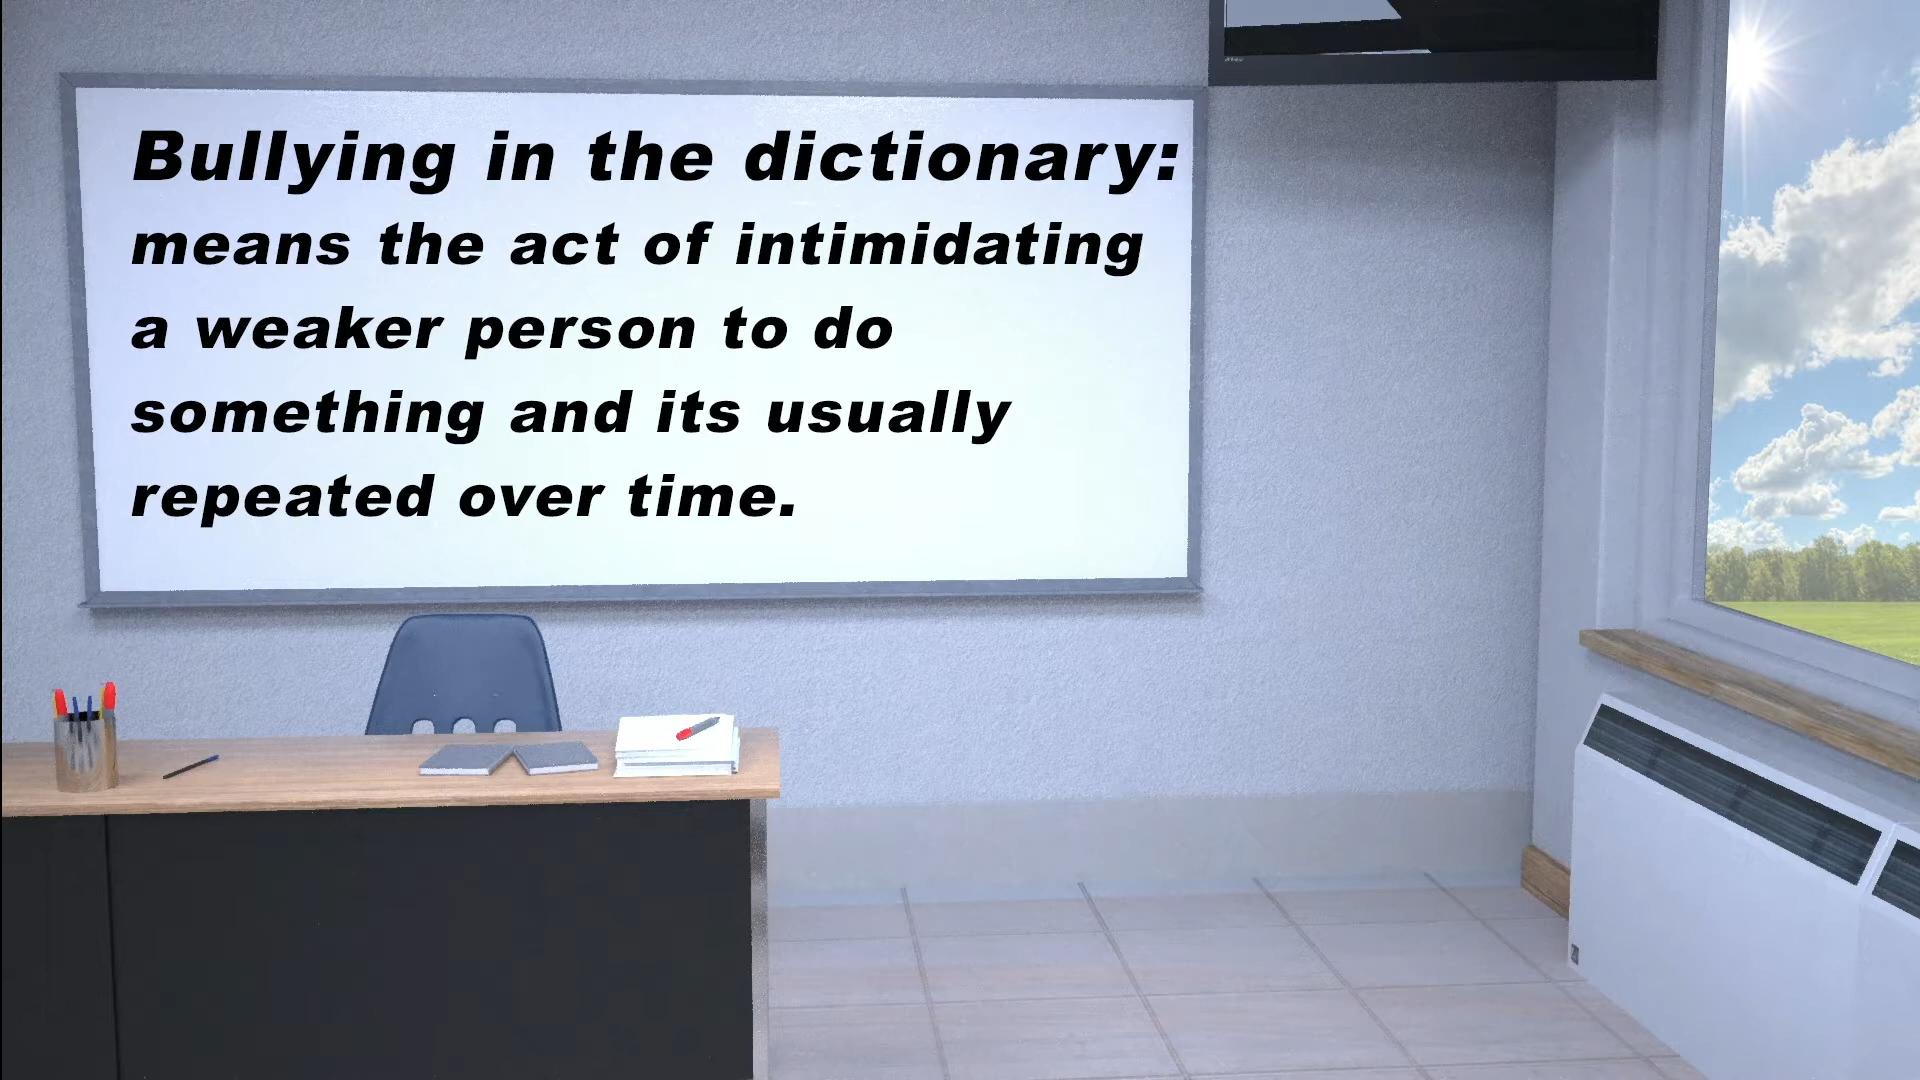 Bullying in the dictionary:
means the act of intimidating
a weaker person to do
something and its usually
repeated over time.